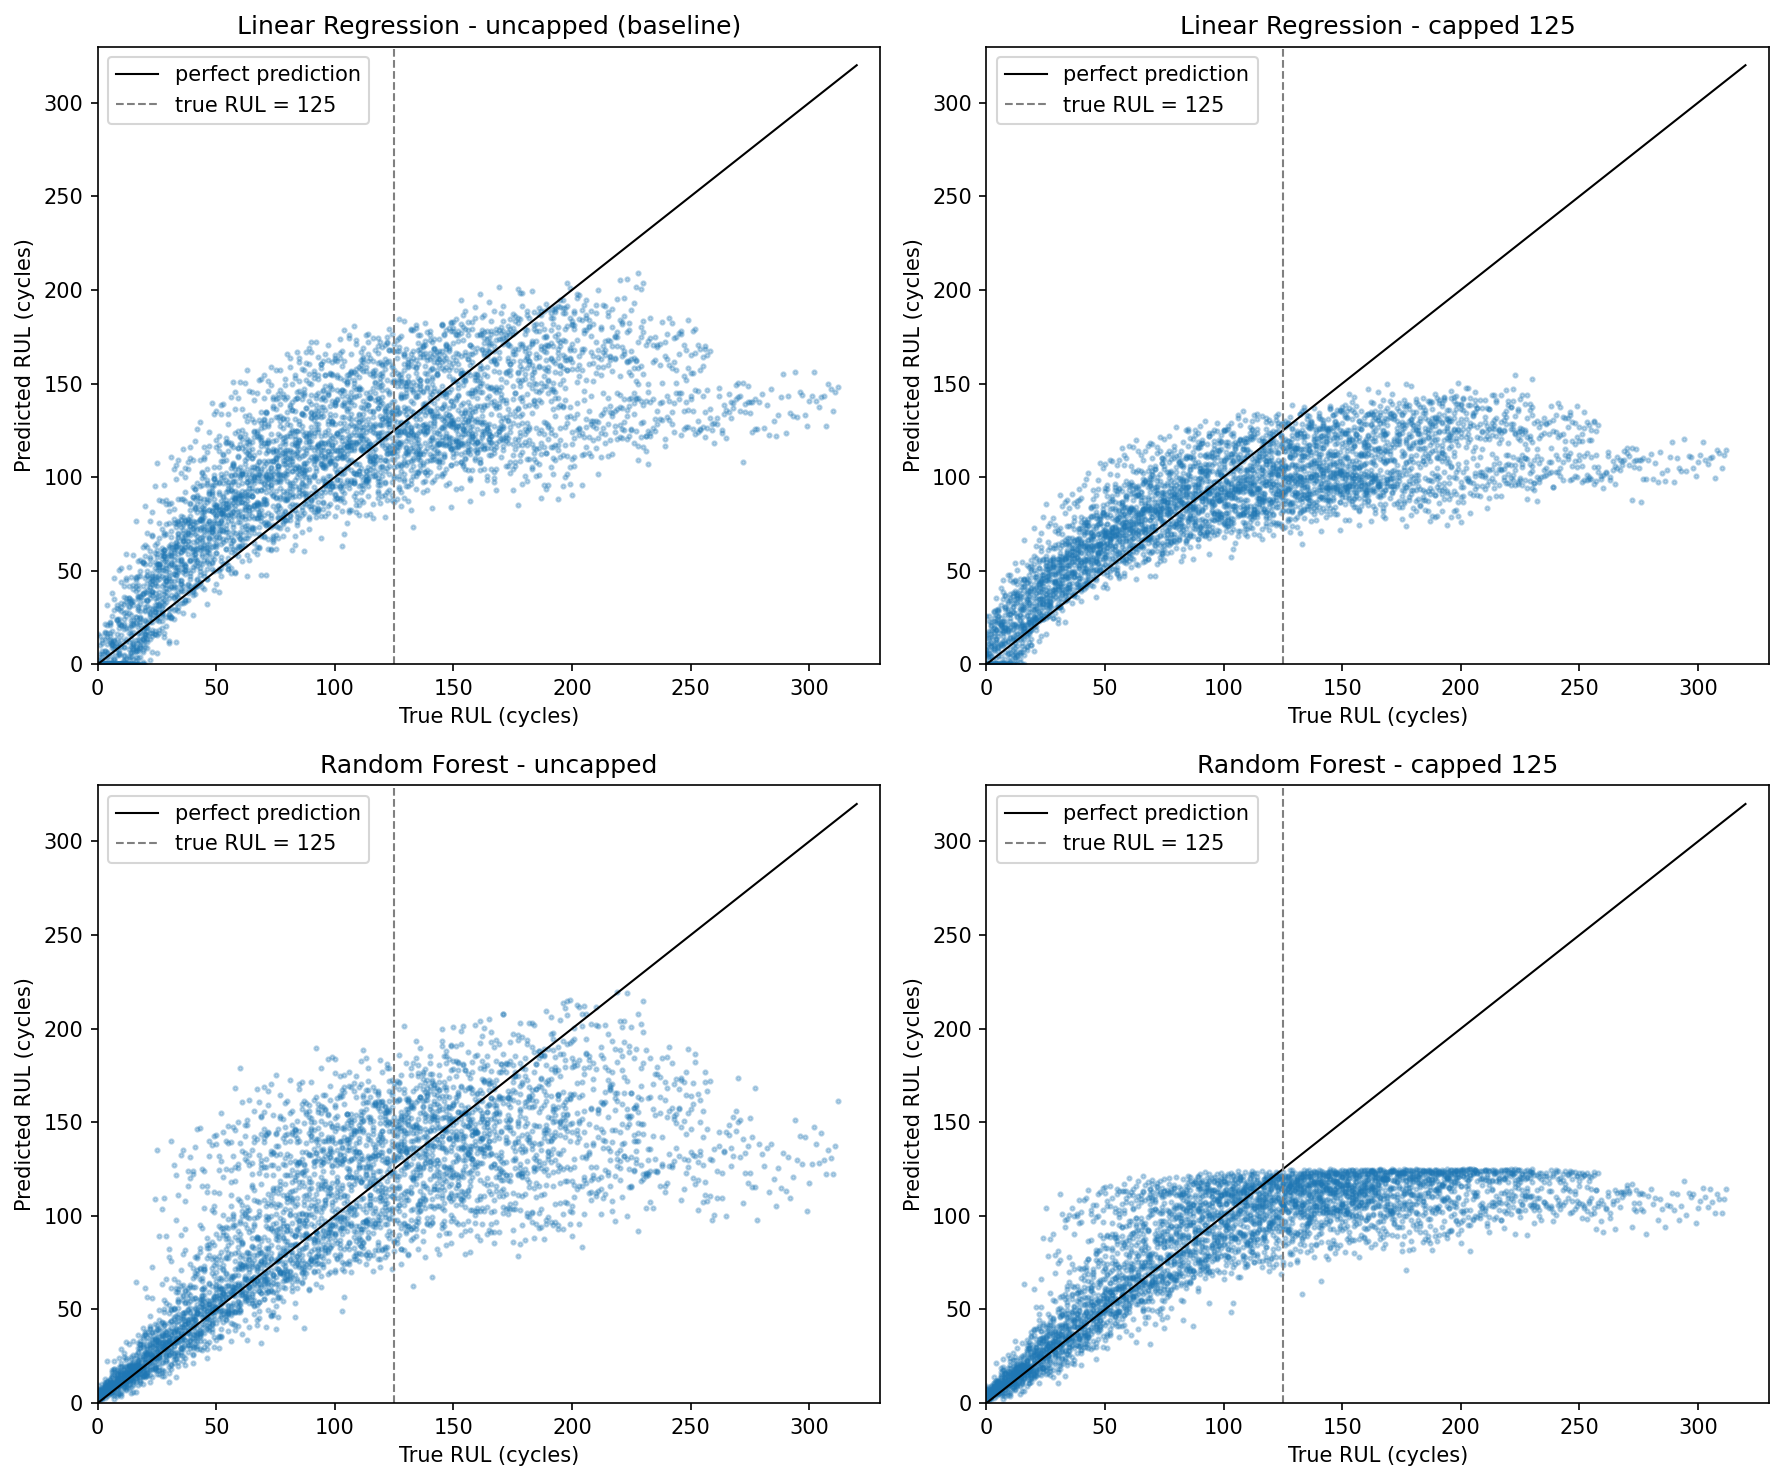 Linear Regression - uncapped (baseline)
perfect prediction
true RUL = 125
300
250
200
150
100
50
0
Predicted RUL (cycles)
0 50 100 150 200 250 300
True RUL (cycles)
Linear Regression - capped 125
perfect prediction
true RUL = 125
300
250
200
150
100
50
0
Predicted RUL (cycles)
0 50 100 150 200 250 300
True RUL (cycles)
Random Forest - uncapped
perfect prediction
true RUL = 125
300
250
200
150
100
50
0
Predicted RUL (cycles)
0 50 100 150 200 250 300
True RUL (cycles)
Random Forest - capped 125
perfect prediction
true RUL = 125
300
250
200
150
100
50
0
Predicted RUL (cycles)
0 50 100 150 200 250 300
True RUL (cycles)